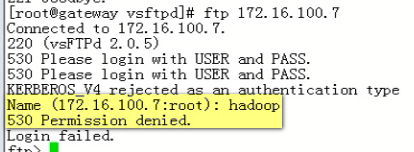 221 Goodbye.
[root@gateway vsftpd]# ftp 172.16.100.7
Connected to 172.16.100.7.
220 (vsFTPd 2.0.5)
530 Please login with USER and PASS.
530 Please login with USER and PASS.
KERBEROS_V4 rejected as an authentication type
Name (172.16.100.7:root): hadoop
530 Permission denied.
Login failed.
ftp>